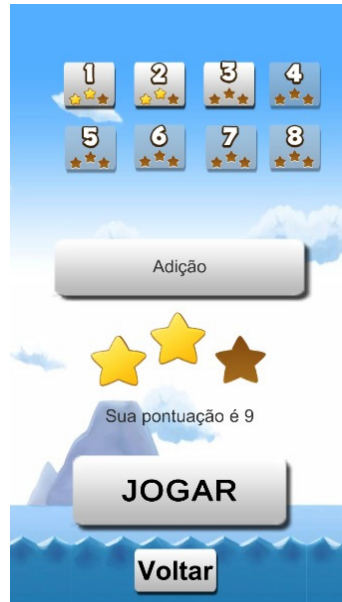 1 2 3 4
5 6 7 8
Adição
Sua pontuação é 9
JOGAR
Voltar